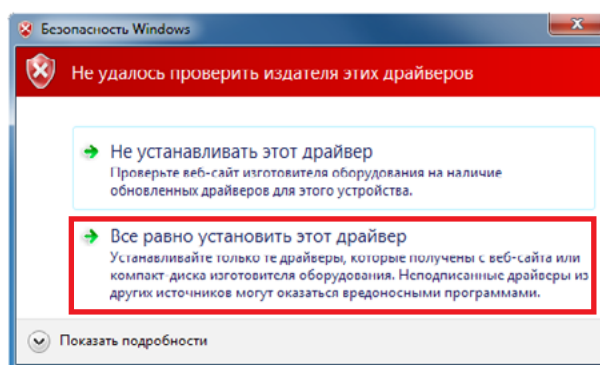 Безопасность Windows
Не удалось проверить издателя этих драйверов
Не устанавливать этот драйвер
Проверьте веб-сайт изготовителя оборудования на наличие
обновленных драйверов для этого устройства.
Все равно установить этот драйвер
Устанавливайте только те драйверы, которые получены с веб-сайта или
компакт-диска изготовителя оборудования. Неподписанные драйверы из
других источников могут оказаться вредоносными программами.
Показать подробности